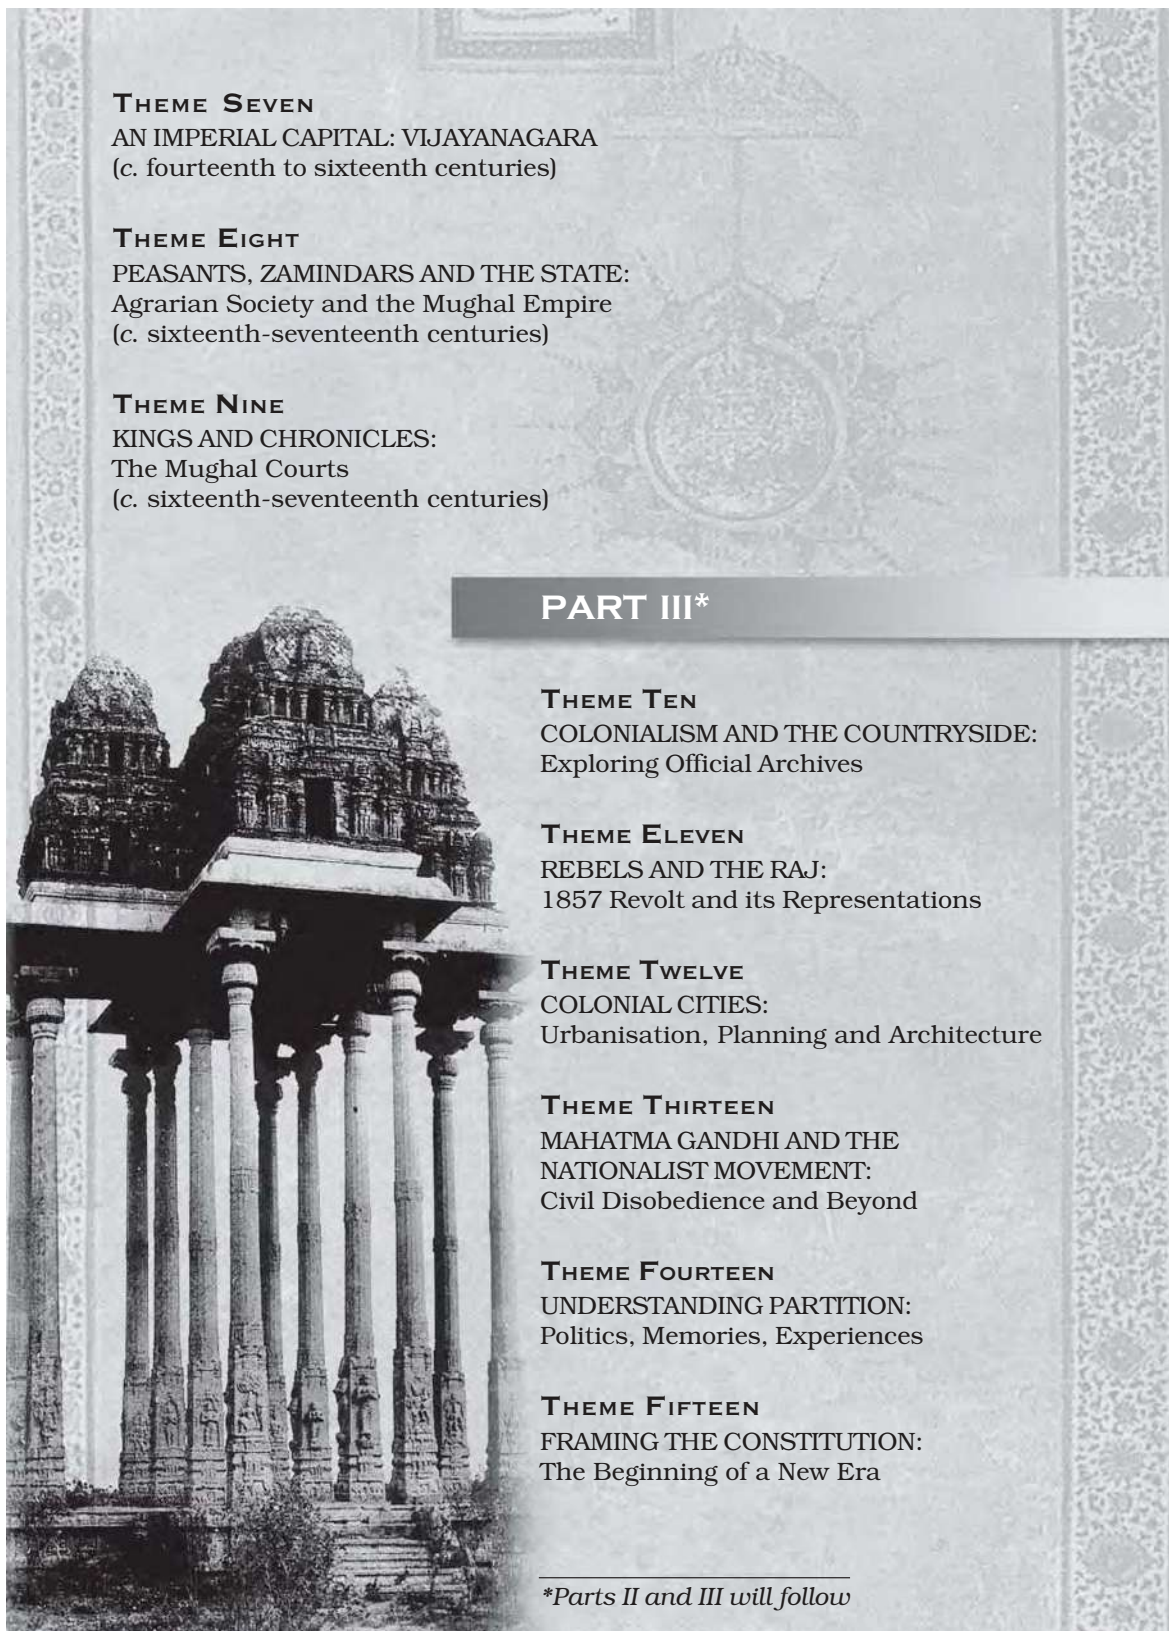 THEME SEVEN
AN IMPERIAL CAPITAL: VIJAYANAGARA
(c. fourteenth to sixteenth centuries)
THEME EIGHT
PEASANTS, ZAMINDARS AND THE STATE:
Agrarian Society and the Mughal Empire
(c. sixteenth-seventeenth centuries)
THEME NINE
KINGS AND CHRONICLES:
The Mughal Courts
(c. sixteenth-seventeenth centuries)
PART III*
THEME TEN
COLONIALISM AND THE COUNTRYSIDE:
Exploring Official Archives
THEME ELEVEN
REBELS AND THE RAJ:
1857 Revolt and its Representations
THEME TWELVE
COLONIAL CITIES:
Urbanisation, Planning and Architecture
THEME THIRTEEN
MAHATMA GANDHI AND THE
NATIONALIST MOVEMENT:
Civil Disobedience and Beyond
THEME FOURTEEN
UNDERSTANDING PARTITION:
Politics, Memories, Experiences
THEME FIFTEEN
FRAMING THE CONSTITUTION:
The Beginning of a New Era
*Parts II and III will follow